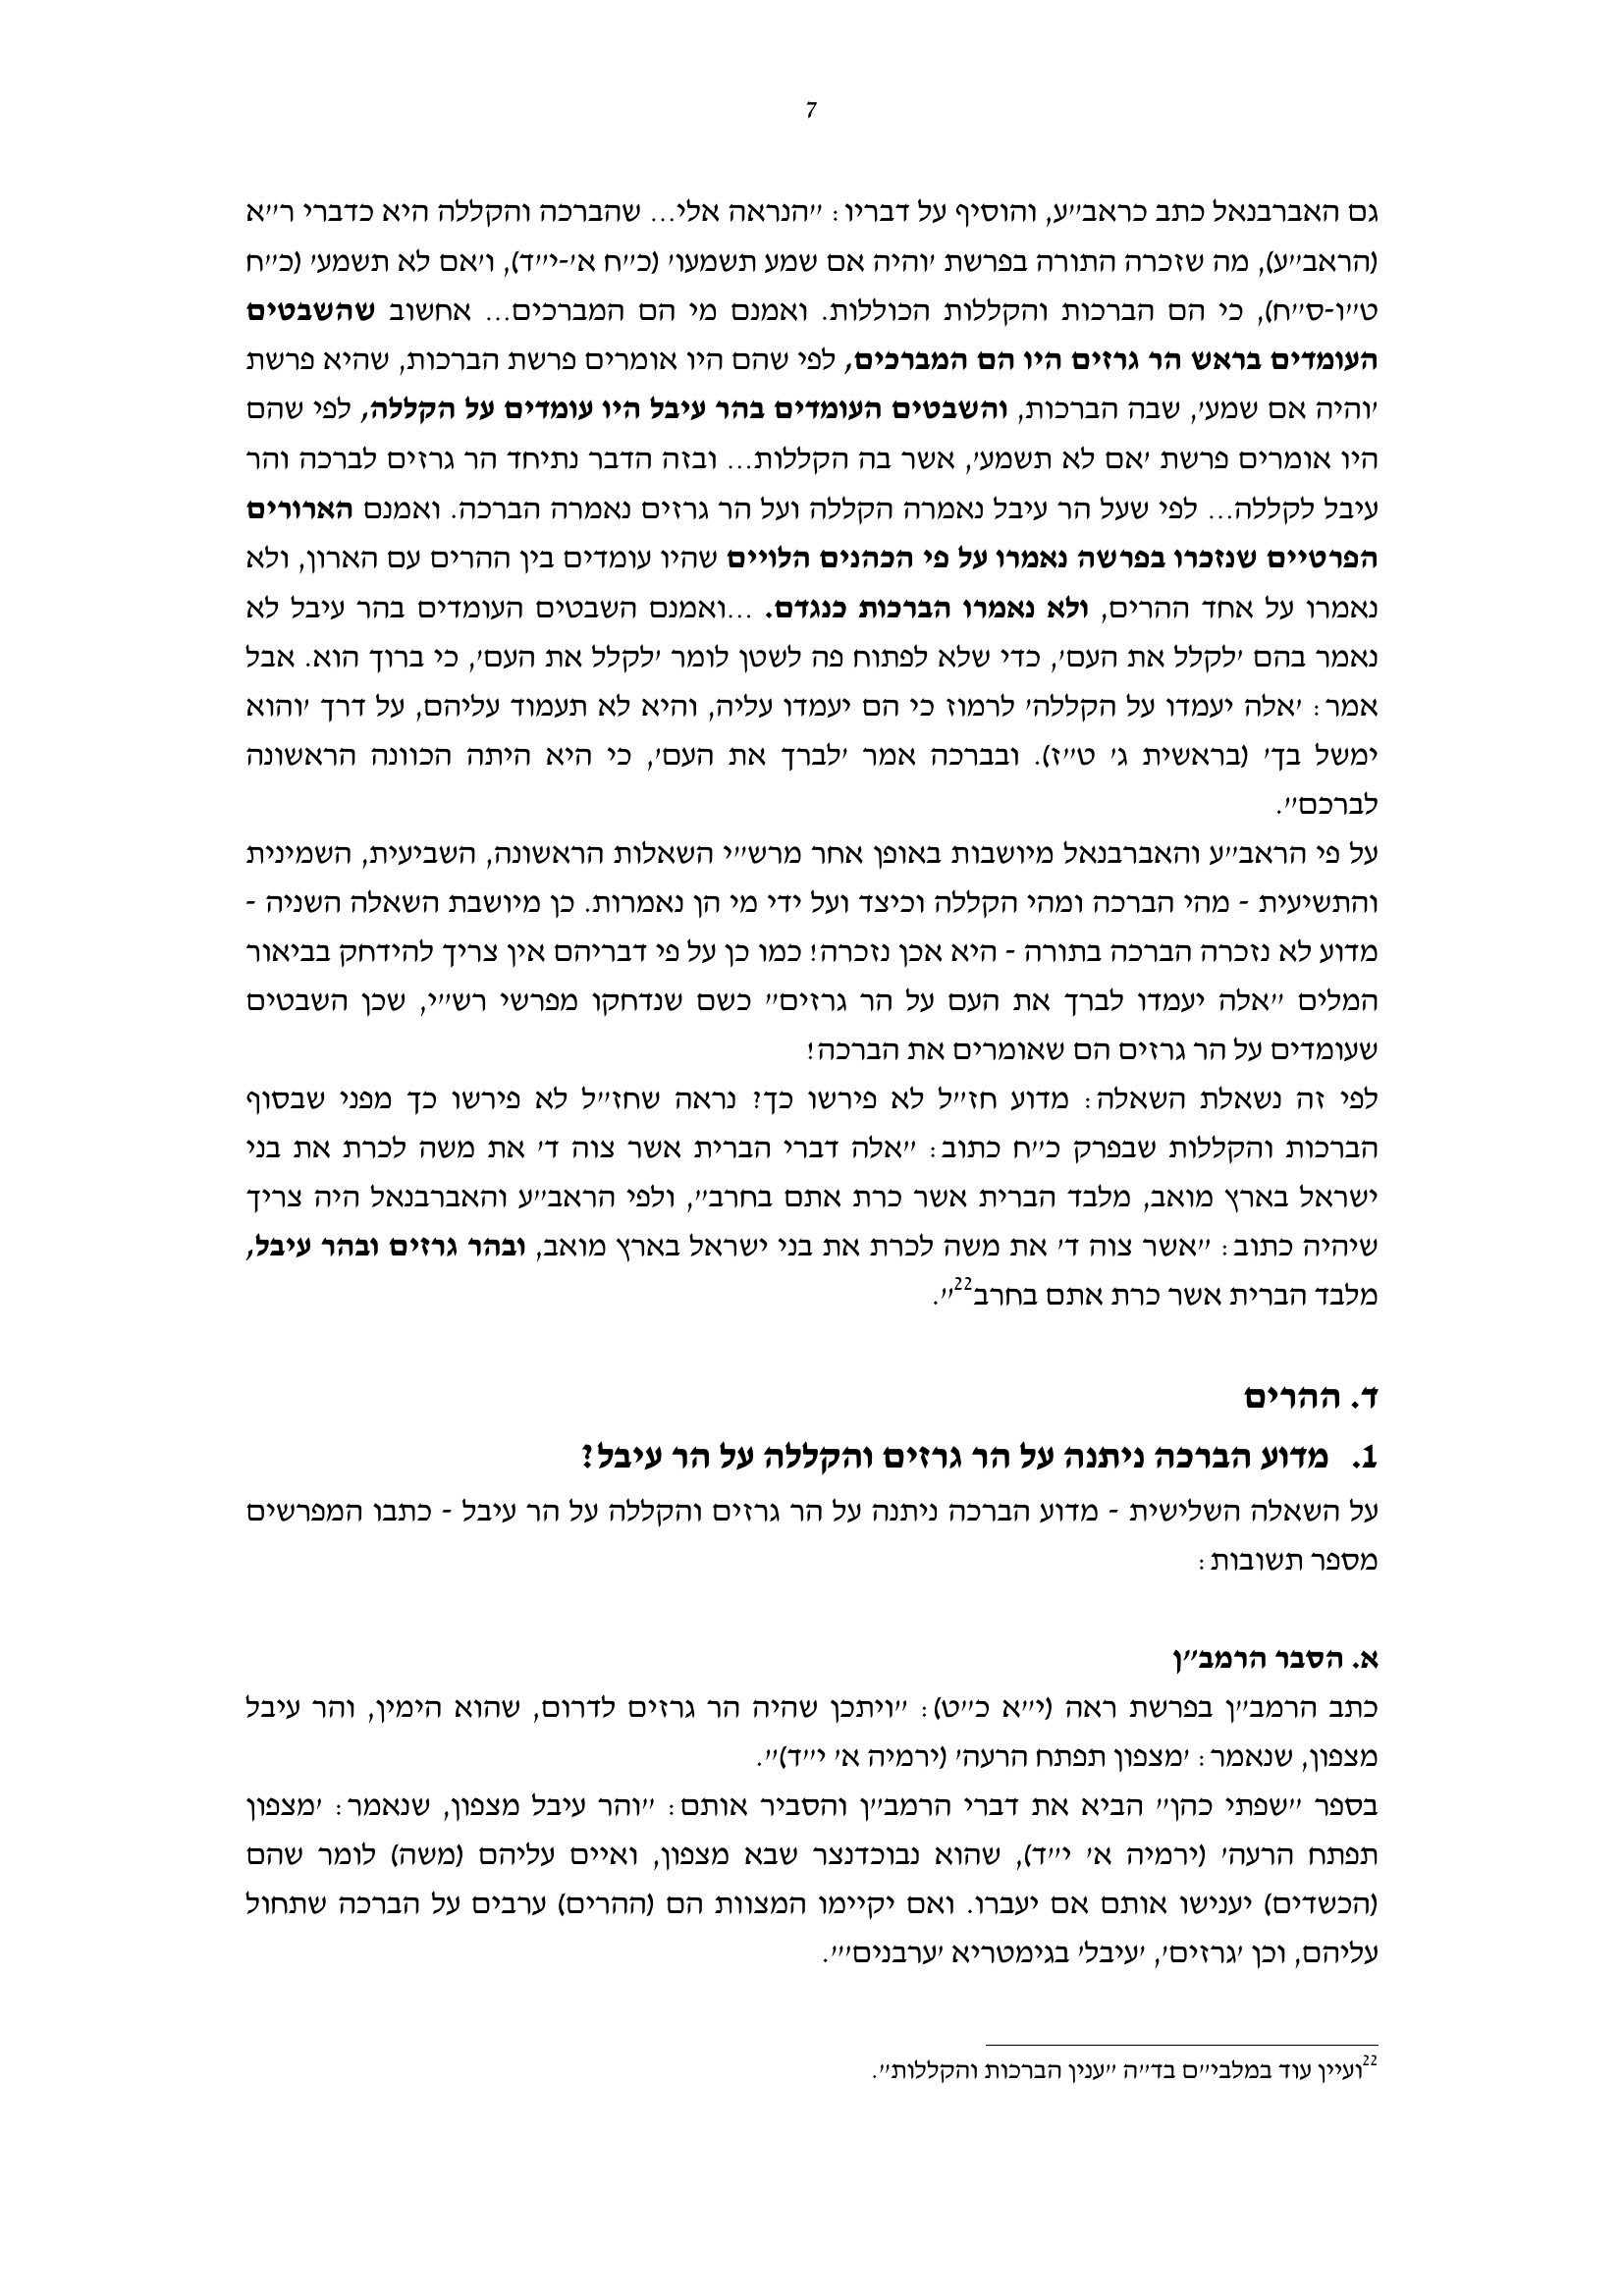 7
גם האברבנאל כתב כראב״ע, והוסיף על דבריו: ״הנראה אלי... שהברכה והקללה היא כדברי ר״א
(הראב״ע), מה שזכרה התורה בפרשת ׳והיה אם שמע תשמעו׳ (כ״ח א׳-י״ד), ו׳אם לא תשמע׳ (כ״ח
ט״ו-ס״ח), כי הם הברכות והקללות הכוללות. ואמנם מי הם המברכים... אחשוב שהשבטים
העומדים בראש הר גרזים היו הם המברכים, לפי שהם היו אומרים פרשת הברכות, שהיא פרשת
׳והיה אם שמע׳, שבה הברכות, והשבטים העומדים בהר עיבל היו עומדים על הקללה, לפי שהם
היו אומרים פרשת ׳אם לא תשמע׳, אשר בה הקללות... ובזה הדבר נתיחד הר גרזים לברכה והר
עיבל לקללה... לפי שעל הר עיבל נאמרה הקללה ועל הר גרזים נאמרה הברכה. ואמנם הארורים
הפרטיים שנזכרו בפרשה נאמרו על פי הכהנים הלויים שהיו עומדים בין ההרים עם הארון, ולא
נאמרו על אחד ההרים, ולא נאמרו הברכות כנגדם. ...ואמנם השבטים העומדים בהר עיבל לא
נאמר בהם ׳לקלל את העם׳, כדי שלא לפתוח פה לשטן לומר ׳לקלל את העם׳, כי ברוך הוא. אבל
אמר: ׳אלה יעמדו על הקללה׳ לרמוז כי הם יעמדו עליה, והיא לא תעמוד עליהם, על דרך ׳והוא
ימשל בך׳ (בראשית ג׳ ט״ז). ובברכה אמר ׳לברך את העם׳, כי היא היתה הכוונה הראשונה
לברכם״.
על פי הראב״ע והאברבנאל מיושבות באופן אחר מרש״י השאלות הראשונה, השביעית, השמינית
והתשיעית - מהי הברכה ומהי הקללה וכיצד ועל ידי מי הן נאמרות. כן מיושבת השאלה השניה -
מדוע לא נזכרה הברכה בתורה - היא אכן נזכרה! כמו כן על פי דבריהם אין צריך להידחק בביאור
המלים ״אלה יעמדו לברך את העם על הר גרזים״ כשם שנדחקו מפרשי רש״י, שכן השבטים
שעומדים על הר גרזים הם שאומרים את הברכה!
לפי זה נשאלת השאלה: מדוע חז״ל לא פירשו כך? נראה שחז״ל לא פירשו כך מפני שבסוף
הברכות והקללות שבפרק כ״ח כתוב: ״אלה דברי הברית אשר צוה ד׳ את משה לכרת את בני
ישראל בארץ מואב, מלבד הברית אשר כרת אתם בחרב״, ולפי הראב״ע והאברבנאל היה צריך
שיהיה כתוב: ״אשר צוה ד׳ את משה לכרת את בני ישראל בארץ מואב, ובהר גרזים ובהר עיבל,
מלבד הברית אשר כרת אתם בחרב22״.
ד. ההרים
1. מדוע הברכה ניתנה על הר גרזים והקללה על הר עיבל?
על השאלה השלישית - מדוע הברכה ניתנה על הר גרזים והקללה על הר עיבל - כתבו המפרשים
מספר תשובות:
א. הסבר הרמב״ן
כתב הרמב״ן בפרשת ראה (י״א כ״ט): ״ויתכן שהיה הר גרזים לדרום, שהוא הימין, והר עיבל
מצפון, שנאמר: ׳מצפון תפתח הרעה׳ (ירמיה א׳ י״ד)״.
בספר ״שפתי כהן״ הביא את דברי הרמב״ן והסביר אותם: ״והר עיבל מצפון, שנאמר: ׳מצפון
תפתח הרעה׳ (ירמיה א׳ י״ד), שהוא נבוכדנצר שבא מצפון, ואיים עליהם (משה) לומר שהם
(הכשדים) יענישו אותם אם יעברו. ואם יקיימו המצוות הם (ההרים) ערבים על הברכה שתחול
עליהם, וכן ׳גרזים׳, ׳עיבל׳ בגימטריא ׳ערבנים׳״.
22ועיין עוד במלבי״ם בד״ה ״ענין הברכות והקללות״.